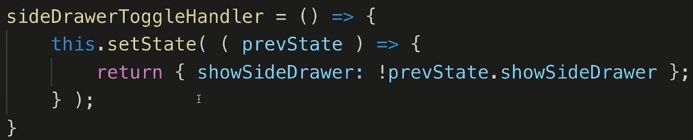 sideDrawerToggleHandler = () => {
    this.setState( ( prevState ) => {
        return { showSideDrawer: !prevState.showSideDrawer };
    } );
}